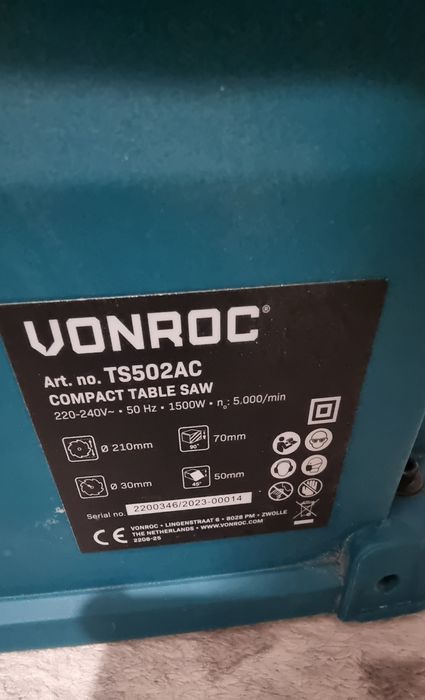 VONROC®
Art. no. TS502AC
COMPACT TABLE SAW
220-240V~ • 50 Hz • 1500W • n₀: 5.000/min
Ø 210mm
90°
70mm
Ø 30mm
45°
50mm
Serial no. 2200346/2023-00014
CE
VONROC • LINGENSTRAAT 6 • 8028 PM • ZWOLLE
THE NETHERLANDS • WWW.VONROC.COM
2208-25